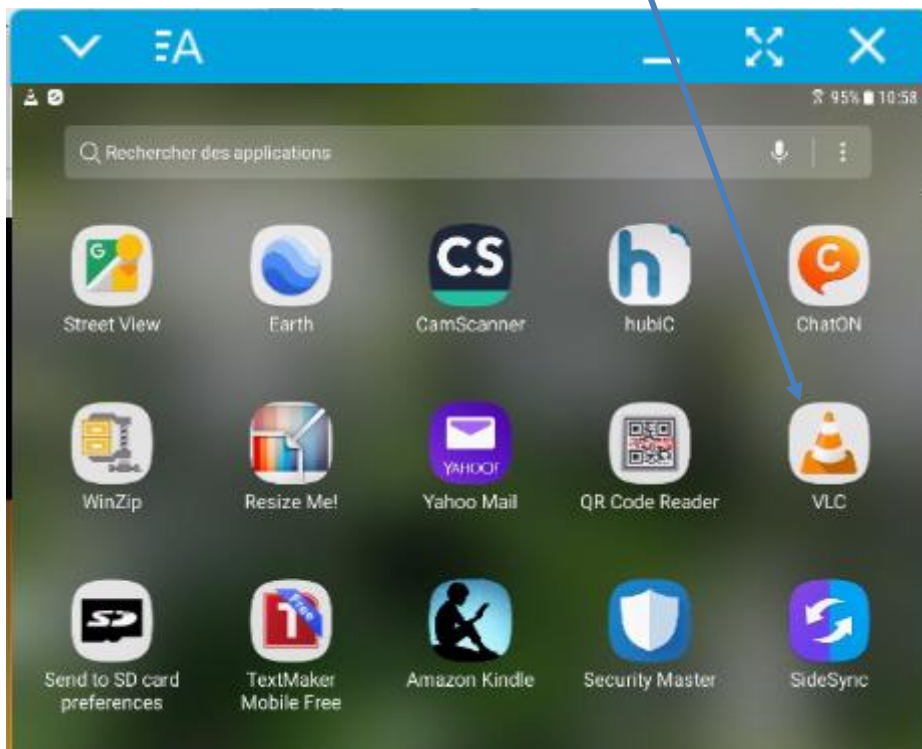 A
95% 10:58
Rechercher des applications
G
CS
h
C
Street View
Earth
CamScanner
hubiC
ChatON
YAHOO!
WinZip
Resize Me!
Yahoo Mail
QR Code Reader
VLC
SD
1
Free
Send to SD card
preferences
TextMaker
Mobile Free
Amazon Kindle
Security Master
SideSync